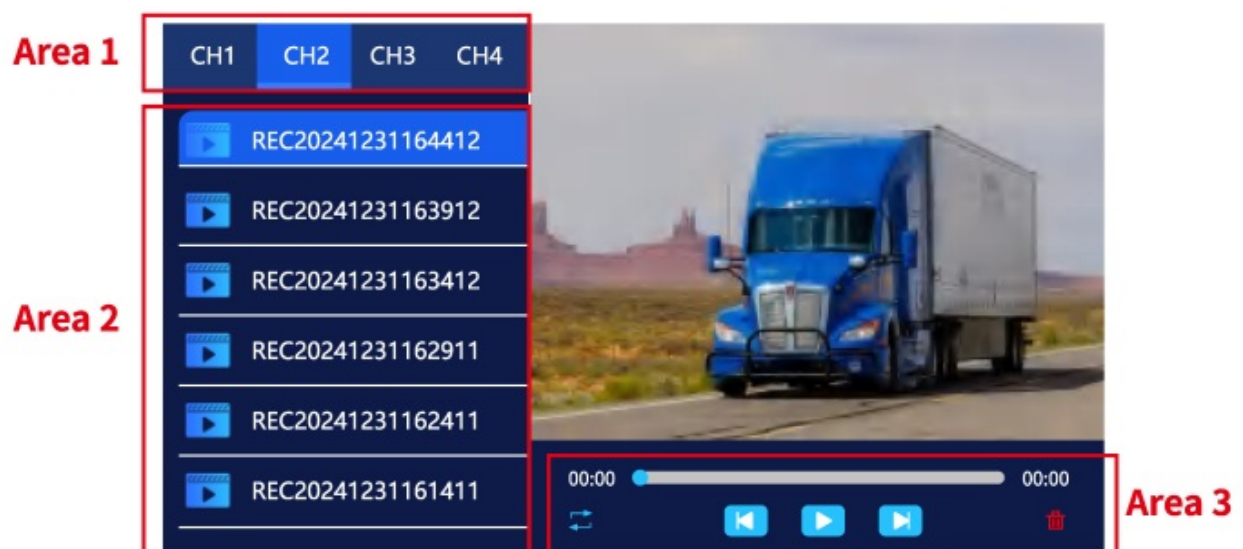 Area 1
CH1 CH2 CH3 CH4
Area 2
REC20241231164412
REC20241231163912
REC20241231163412
REC20241231162911
REC20241231162411
REC20241231161411
00:00 00:00
Area 3